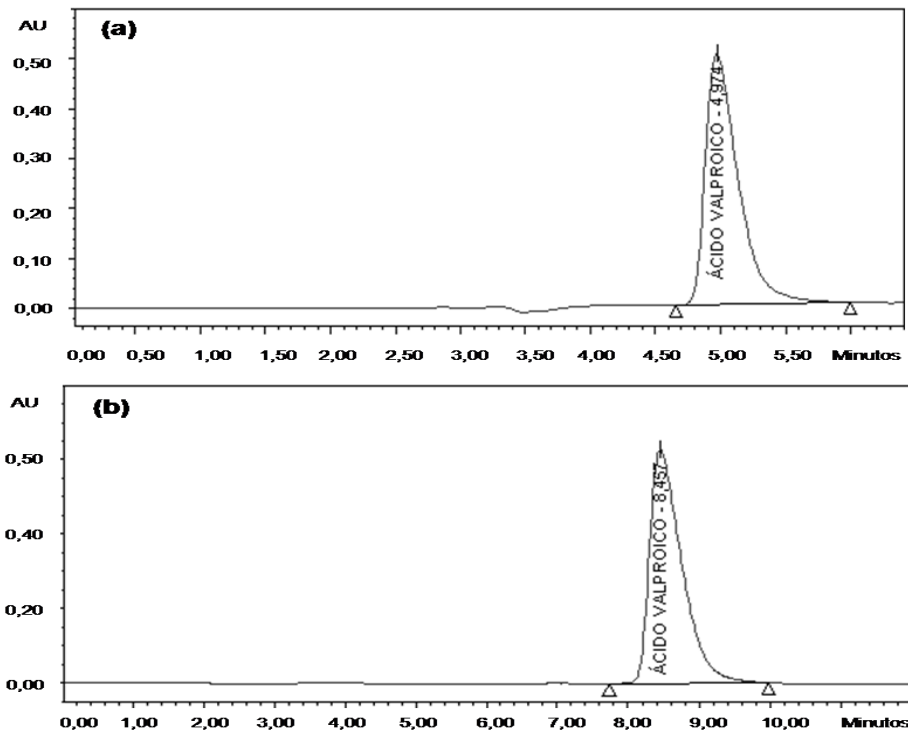 AU
(a)
0,50
0,40
0,30
0,20
0,10
0,00
ÁCIDO VALPROICO - 4,974
0,00 0,50 1,00 1,50 2,00 2,50 3,00 3,50 4,00 4,50 5,00 5,50 Minutos
AU
(b)
0,50
0,40
0,20
0,00
ÁCIDO VALPROICO - 8,457
0,00 1,00 2,00 3,00 4,00 5,00 6,00 7,00 8,00 9,00 10,00 Minutos